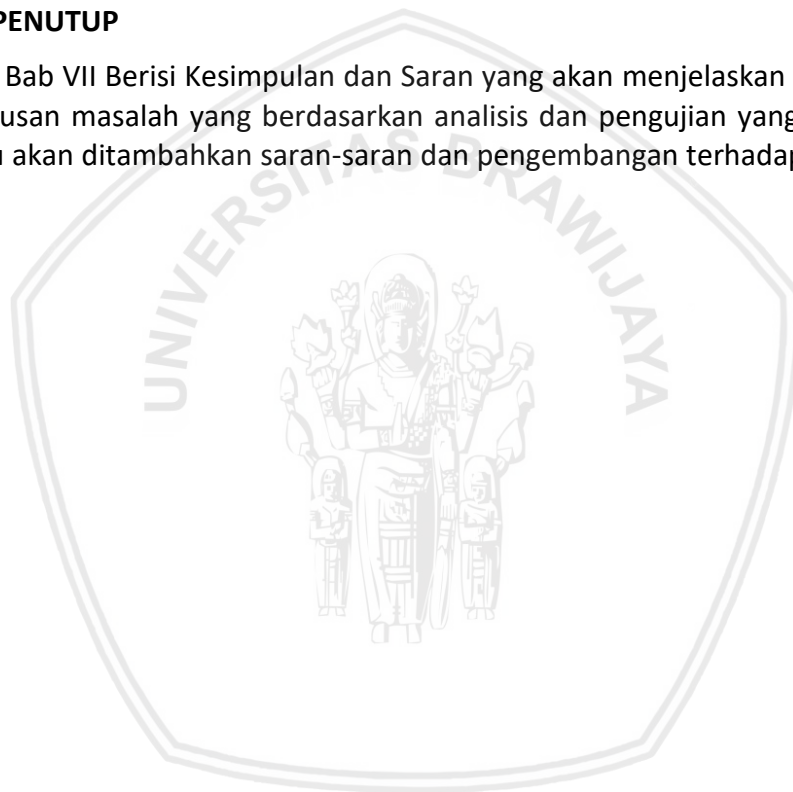 PENUTUP
Bab VII Berisi Kesimpulan dan Saran yang akan menjelaskan
usan masalah yang berdasarkan analisis dan pengujian yang
u akan ditambahkan saran-saran dan pengembangan terhadap
UNIVERSITAS BRAWIJAYA